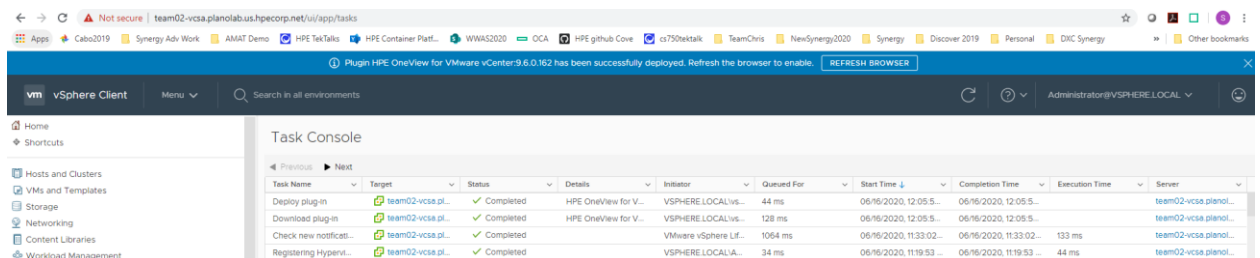 Not secure | team02-vcsa.planolab.us.hpecorp.net/ui/app/tasks
Apps Cabo2019 Synergy Adv Work AMAT Demo HPE TekTalks HPE Container Platf... WWAS2020 OCA HPE github Cove cs750tektalk TeamChris NewSynergy2020 Synergy Discover 2019 Personal DXC Synergy » Other bookmarks
Plugin HPE OneView for VMware vCenter:9.6.0.162 has been successfully deployed. Refresh the browser to enable. REFRESH BROWSER
vm vSphere Client Menu Search in all environments Administrator@VSPHERE.LOCAL
Home
Shortcuts
Hosts and Clusters
VMs and Templates
Storage
Networking
Content Libraries
Workload Management
Task Console
Previous Next
Task Name Target Status Details Initiator Queued For Start Time Completion Time Execution Time Server
Deploy plug-in team02-vcsa.pl... Completed HPE OneView for V... VSPHERE.LOCAL\vs... 44 ms 06/16/2020, 12:05:5... 06/16/2020, 12:05:5... team02-vcsa.planol...
Download plug-in team02-vcsa.pl... Completed HPE OneView for V... VSPHERE.LOCAL\vs... 128 ms 06/16/2020, 12:05:5... 06/16/2020, 12:05:5... team02-vcsa.planol...
Check new notificati... team02-vcsa.pl... Completed VMware vSphere Lif... 1064 ms 06/16/2020, 11:33:02... 06/16/2020, 11:33:02... 133 ms team02-vcsa.planol...
Registering Hypervi... team02-vcsa.pl... Completed VSPHERE.LOCAL\A... 34 ms 06/16/2020, 11:19:53 ... 06/16/2020, 11:19:53 ... 44 ms team02-vcsa.planol...